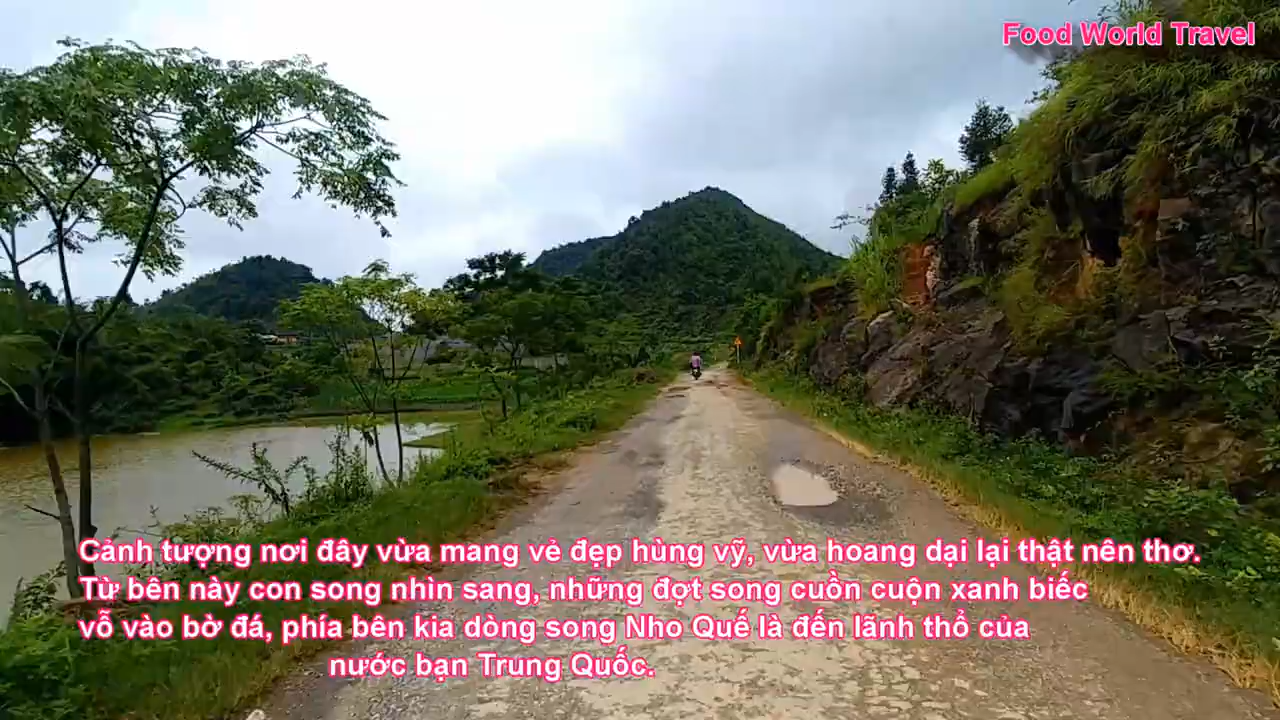 Food World Travel
Cảnh tượng nơi đây vừa mang vẻ đẹp hùng vỹ, vừa hoang dại lại thật nên thơ.
Từ bên này con song nhìn sang, những đợt song cuồn cuộn xanh biếc
vỗ vào bờ đá, phía bên kia dòng song Nho Quế là đến lãnh thổ của
nước bạn Trung Quốc.